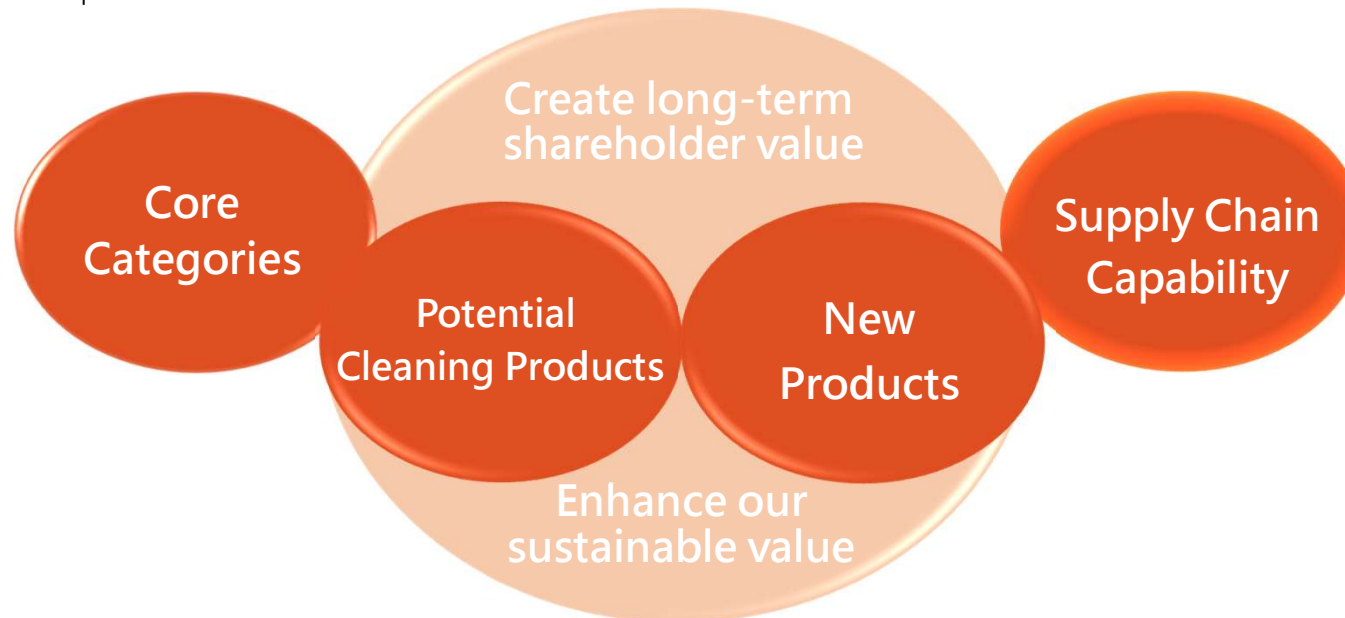 Create long-term
shareholder value
Core
Categories
Potential
Cleaning Products
New
Products
Supply Chain
Capability
Enhance our
sustainable value